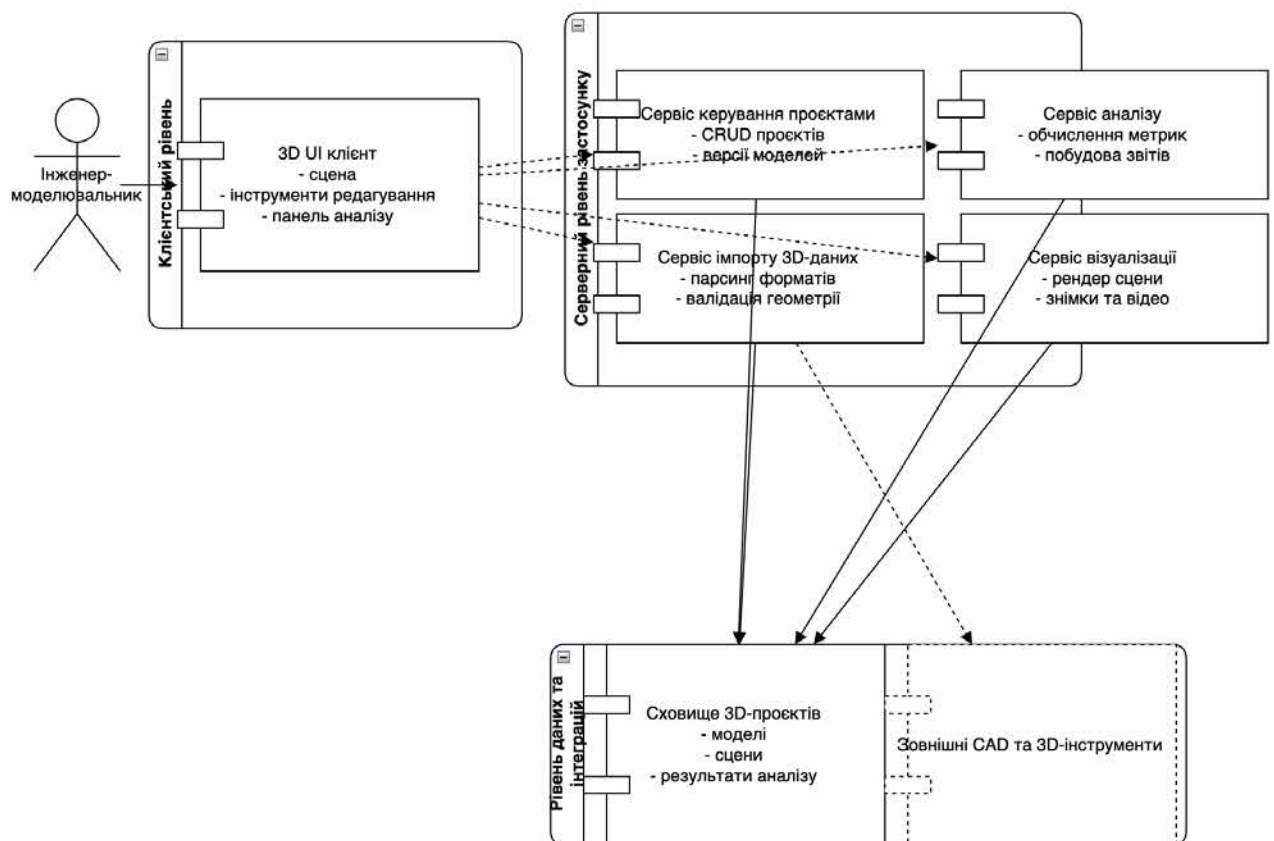 Інженер-
моделювальник
Клієнтський рівень
3D UI клієнт
- сцена
- інструменти редагування
- панель аналізу
Серверний рівень застосунку
Сервіс керування проєктами
- CRUD проєктів
- версії моделей
Сервіс аналізу
- обчислення метрик
- побудова звітів
Сервіс імпорту 3D-даних
- парсинг форматів
- валідація геометрії
Сервіс візуалізації
- рендер сцени
- знімки та відео
Рівень даних та
інтеграцій
Сховище 3D-проєктів
- моделі
- сцени
- результати аналізу
Зовнішні CAD та 3D-інструменти